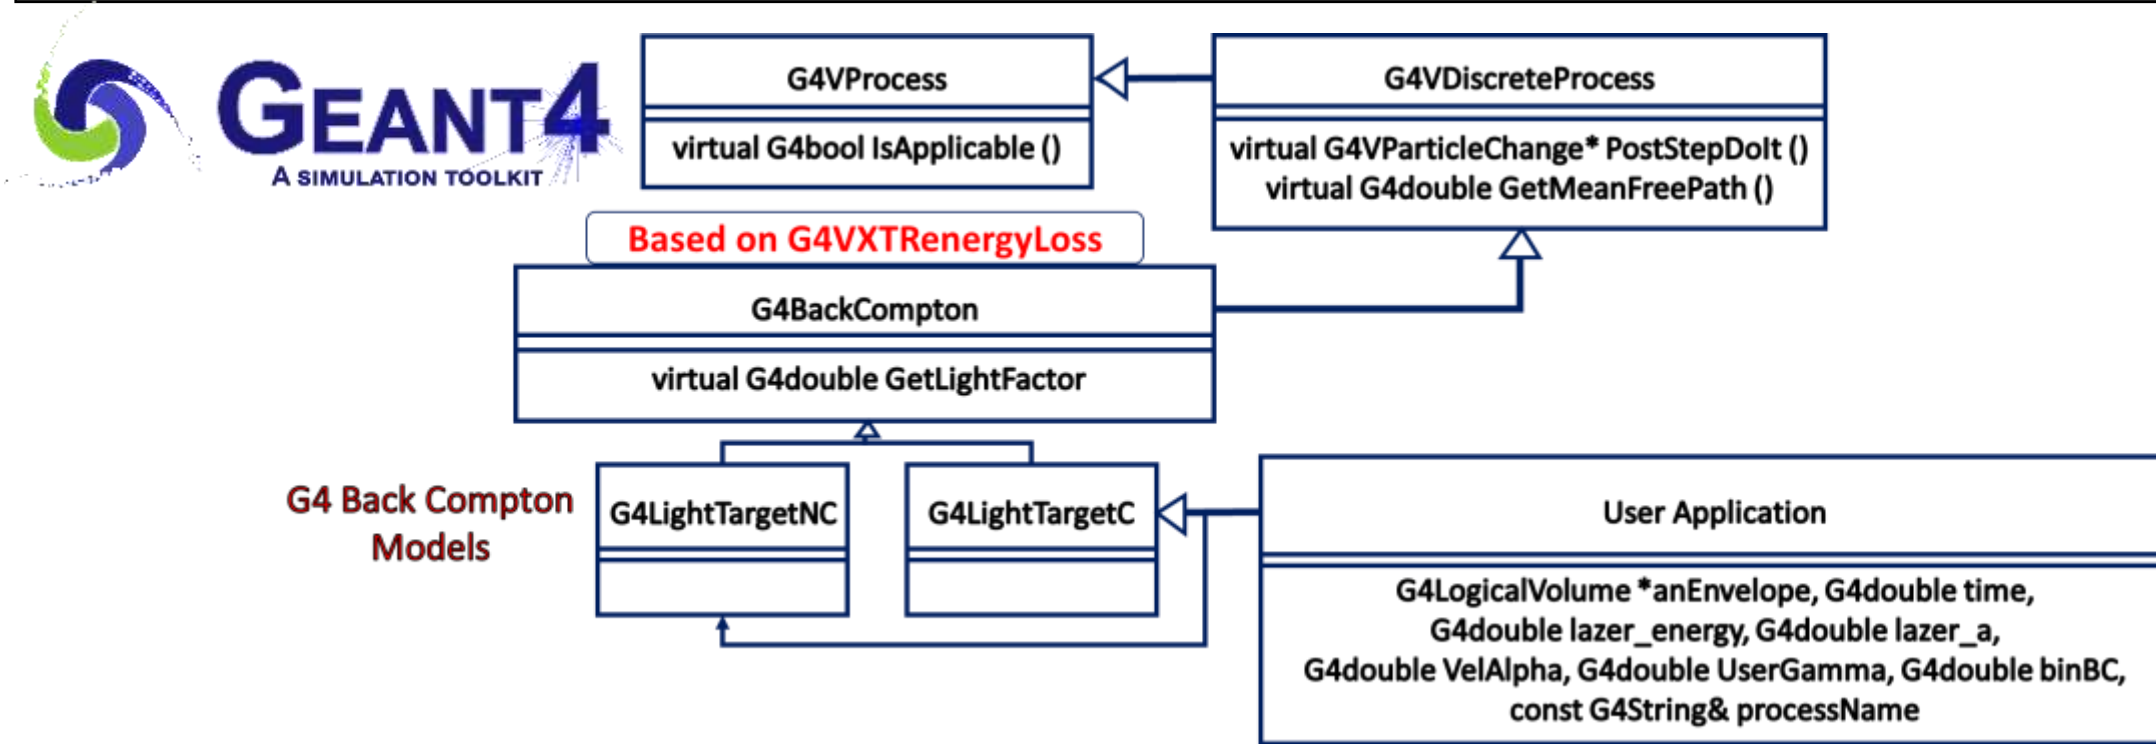 GEANT4
A SIMULATION TOOLKIT
G4VProcess
virtual G4bool IsApplicable ()
G4VDiscreteProcess
virtual G4VParticleChange* PostStepDoIt ()
virtual G4double GetMeanFreePath ()
Based on G4VXTRenergyLoss
G4BackCompton
virtual G4double GetLightFactor
G4 Back Compton
Models
G4LightTargetNC
G4LightTargetC
User Application
G4LogicalVolume *anEnvelope, G4double time,
G4double lazer_energy, G4double lazer_a,
G4double VelAlpha, G4double UserGamma, G4double binBC,
const G4String& processName